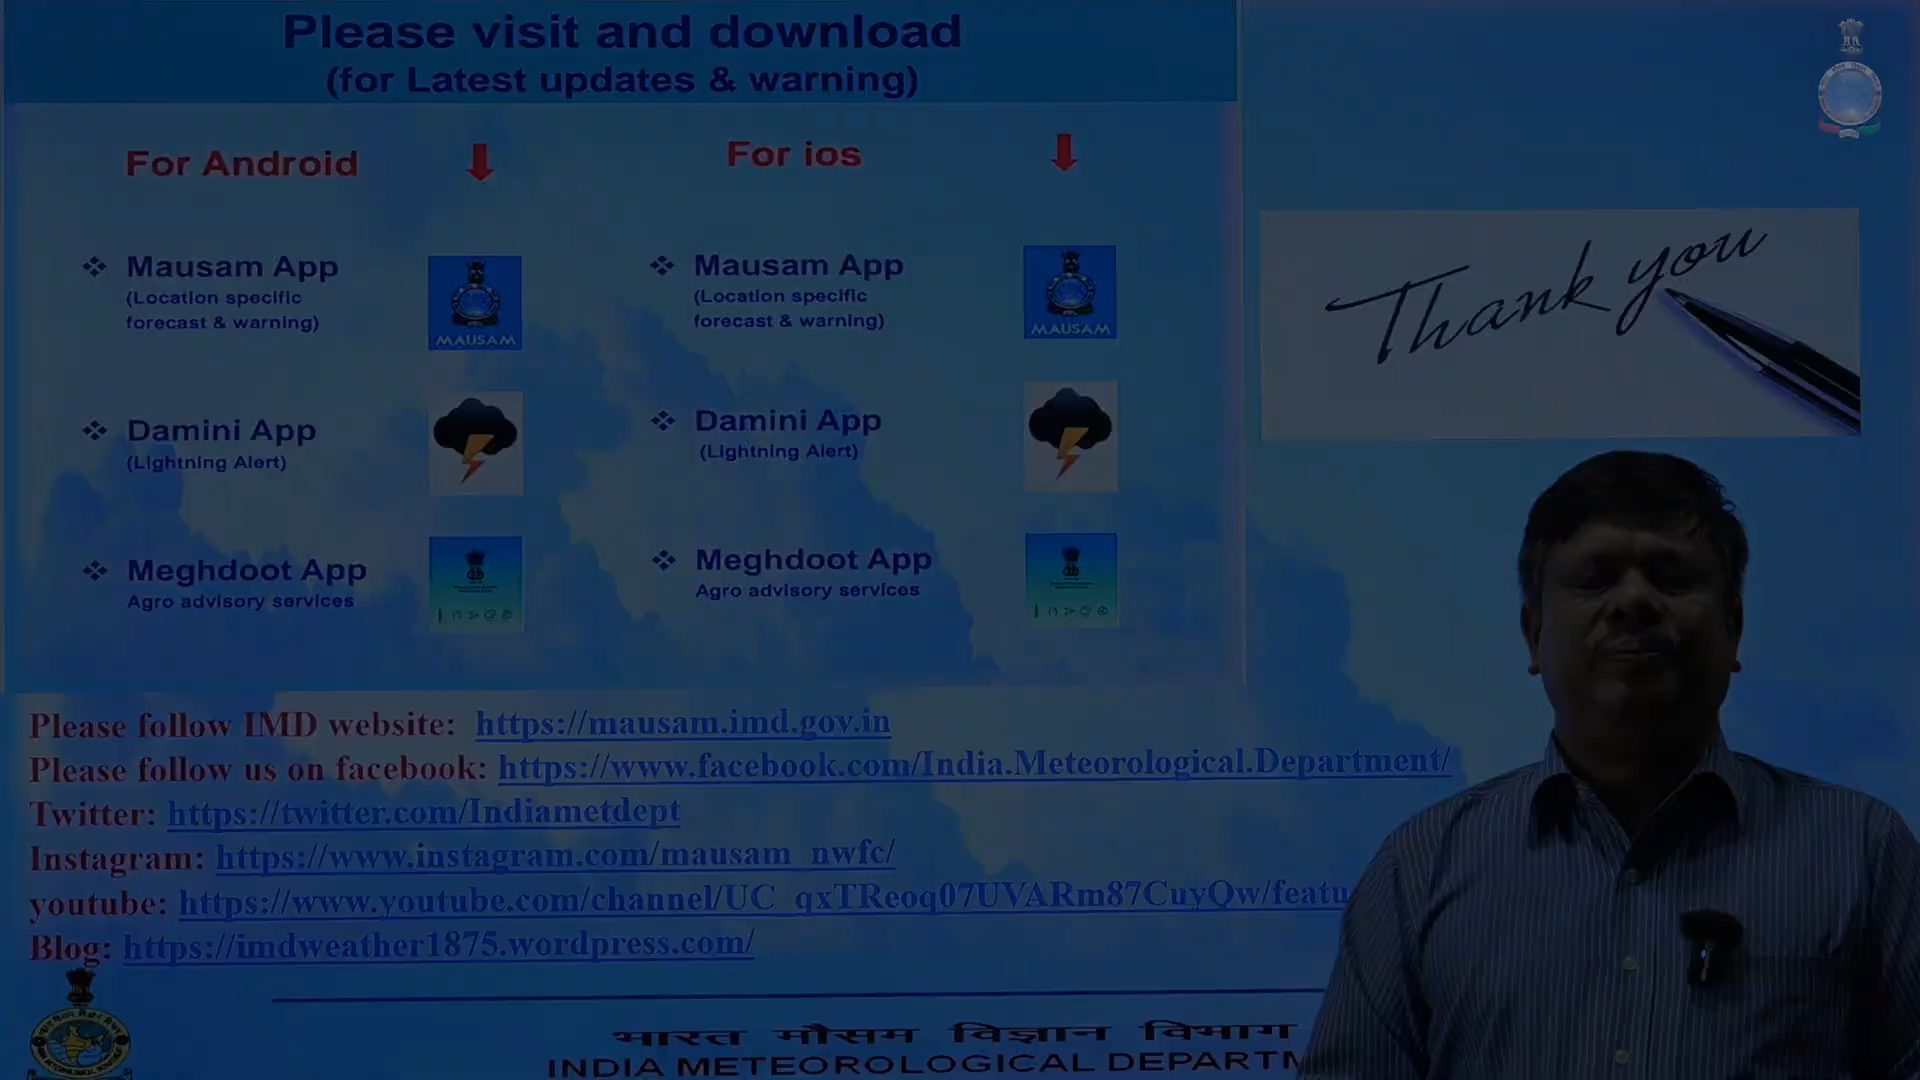 Please visit and download
(for Latest updates & warning)
For Android
For ios
Mausam App
(Location specific
forecast & warning)
MAUSAM
Mausam App
(Location specific
forecast & warning)
MAUSAM
Damini App
(Lightning Alert)
Damini App
(Lightning Alert)
Meghdoot App
Agro advisory services
Meghdoot App
Agro advisory services
Thank you
Please follow IMD website: https://mausam.imd.gov.in
Please follow us on facebook: https://www.facebook.com/India.Meteorological.Department/
Twitter: https://twitter.com/Indiametdept
Instagram: https://www.instagram.com/mausam_nwfc/
youtube: https://www.youtube.com/channel/UC_qxTReoq07UVARm87CuyQw/featu
Blog: https://imdweather1875.wordpress.com/
भारत मौसम विज्ञान विभाग
INDIA METEOROLOGICAL DEPARTM